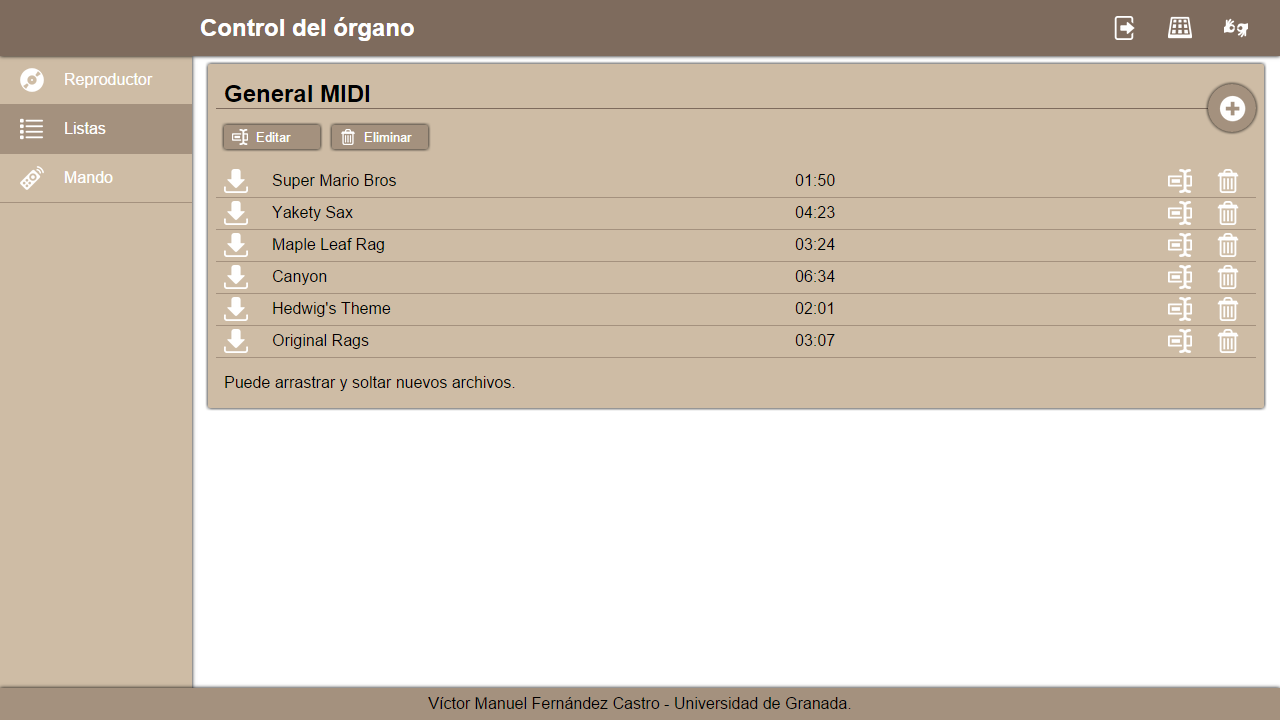 Control del órgano
Reproductor
Listas
Mando
General MIDI
Editar Eliminar
Super Mario Bros 01:50
Yakety Sax 04:23
Maple Leaf Rag 03:24
Canyon 06:34
Hedwig's Theme 02:01
Original Rags 03:07
Puede arrastrar y soltar nuevos archivos.
Víctor Manuel Fernández Castro - Universidad de Granada.